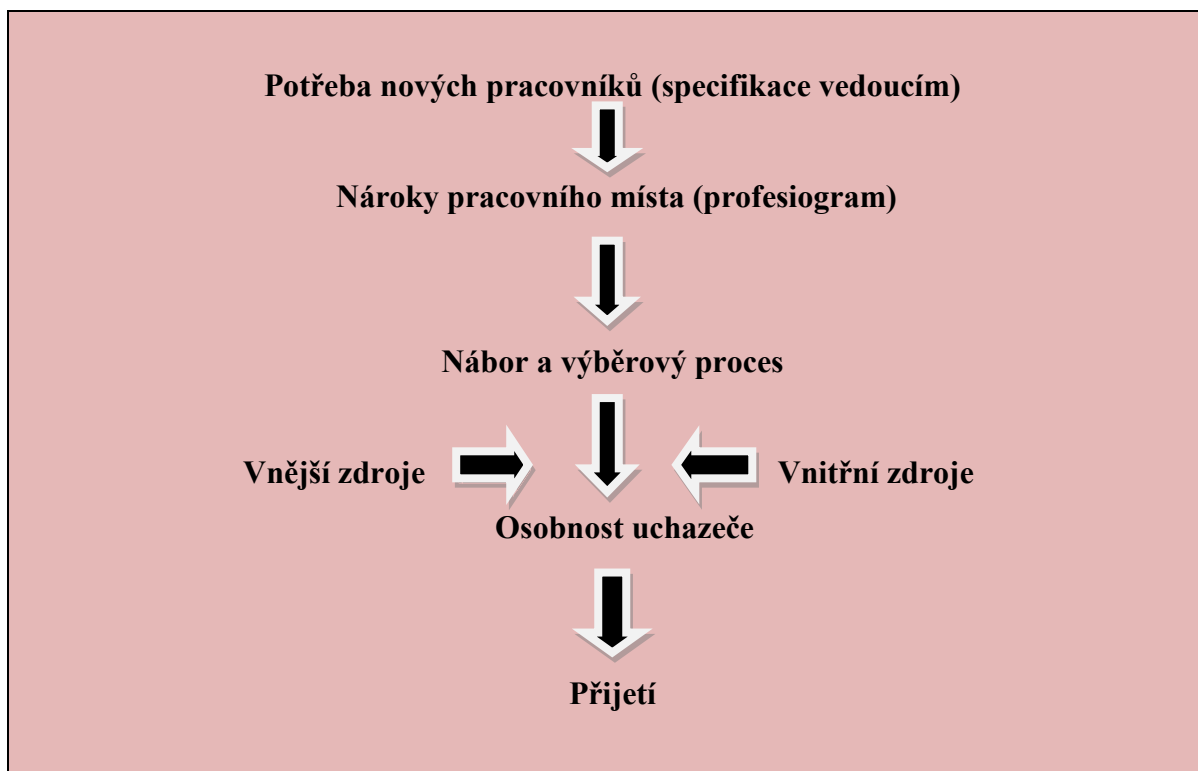 Potřeba nových pracovníků (specifikace vedoucím)
Nároky pracovního místa (profesiogram)
Nábor a výběrový proces
Vnější zdroje
Vnitřní zdroje
Osobnost uchazeče
Přijetí